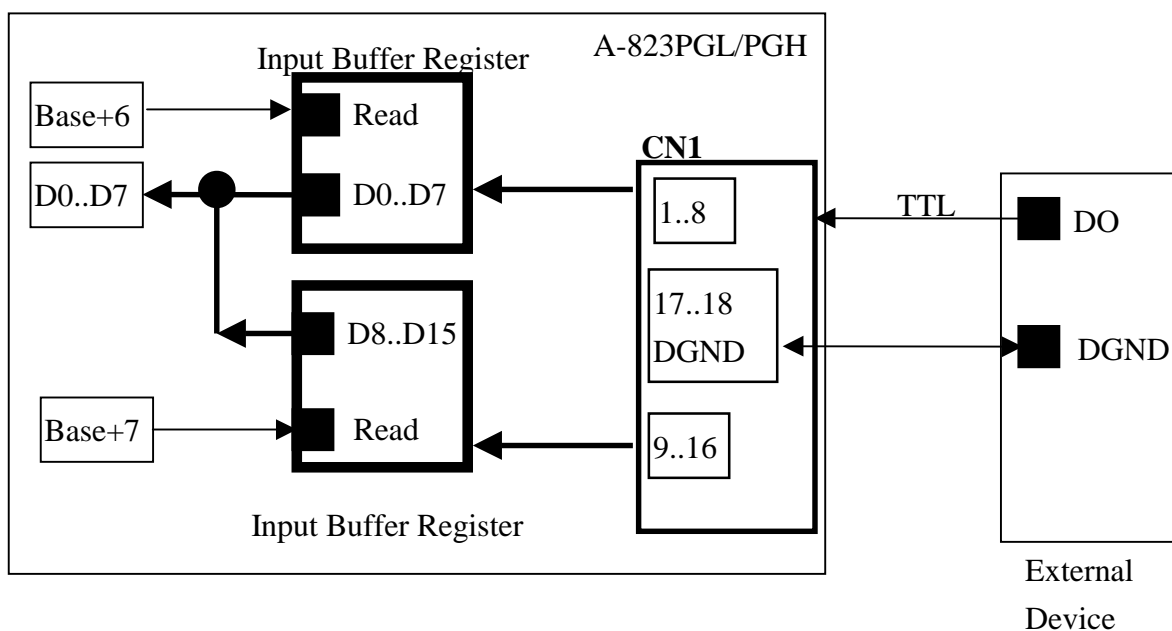 A-823PGL/PGH
Input Buffer Register
Base+6
Read
D0..D7
D0..D7
CN1
1..8
TTL
DO
17..18
DGND
DGND
D8..D15
Base+7
Read
9..16
Input Buffer Register
External
Device